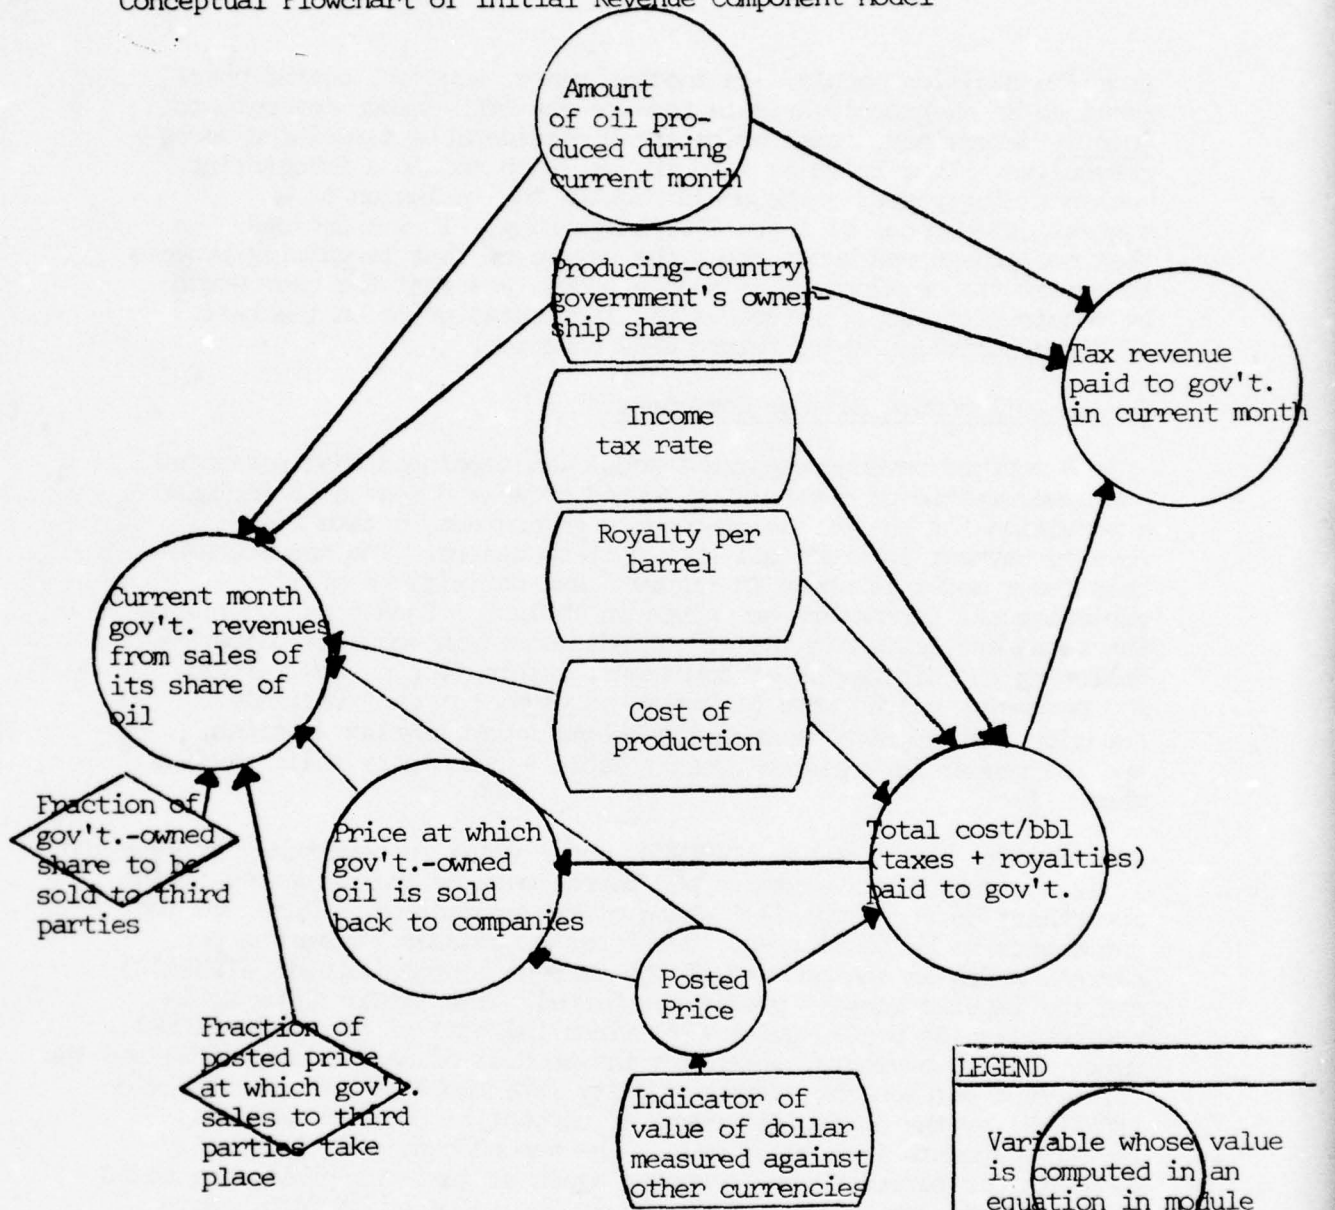 Conceptual Flowchart of Initial Revenue Component Model
Amount
of oil pro-
duced during
current month
Producing-country
government's owner-
ship share
Tax revenue
paid to gov't.
in current month
Income
tax rate
Royalty per
barrel
Current month
gov't. revenues
from sales of
its share of
oil
Cost of
production
Fraction of
gov't.-owned
share to be
sold to third
parties
Price at which
gov't.-owned
oil is sold
back to companies
Total cost/bbl
(taxes + royalties)
paid to gov't.
Posted
Price
Fraction of
posted price
at which gov't.
sales to third
parties take
place
Indicator of
value of dollar
measured against
other currencies
LEGEND
Variable whose value
is computed in an
equation in module